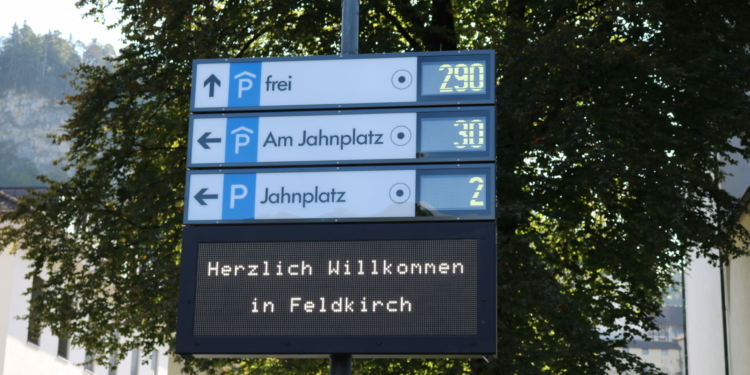 ↑ P frei 290
← P Am Jahnplatz 30
← P Jahnplatz 2
Herzlich Willkommen
in Feldkirch